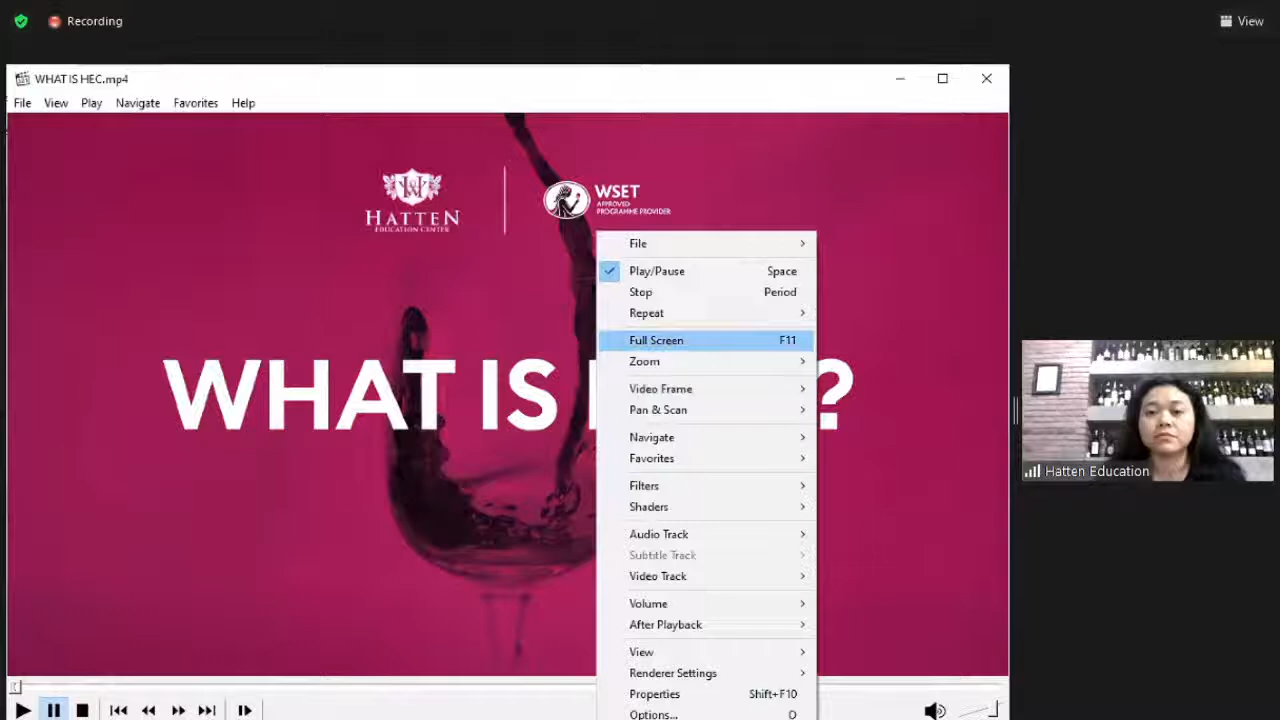 Recording
View
WHAT IS HEC.mp4
File View Play Navigate Favorites Help
HATTEN
EDUCATION CENTER
WSET
APPROVED
PROGRAMME PROVIDER
WHAT IS ?
File
Play/Pause Space
Stop Period
Repeat
Full Screen F11
Zoom
Video Frame
Pan & Scan
Navigate
Favorites
Filters
Shaders
Audio Track
Subtitle Track
Video Track
Volume
After Playback
View
Renderer Settings
Properties Shift+F10
Options... O
Hatten Education